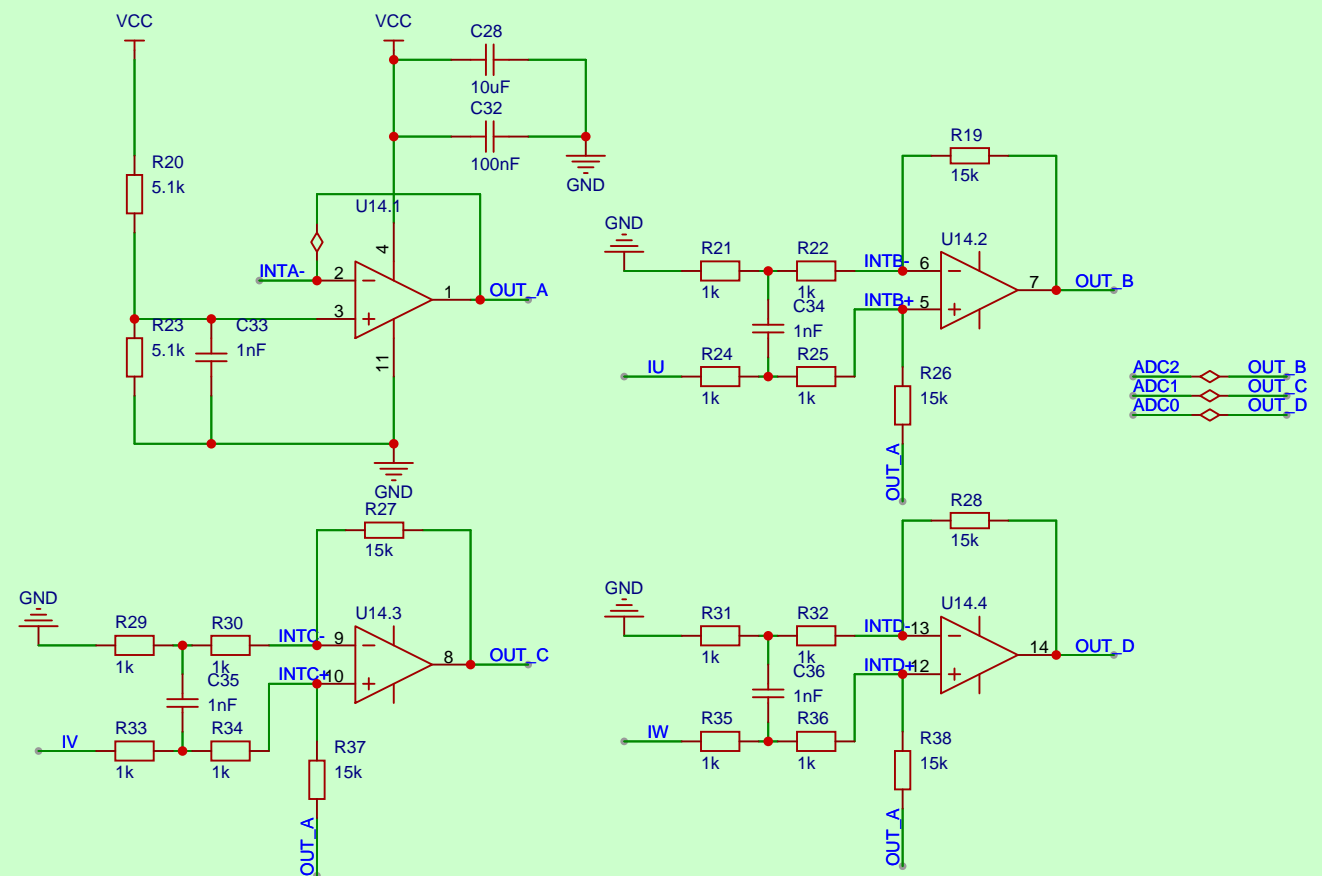 VCC
VCC
C28
10uF
C32
100nF
GND
R20
5.1k
U14.1
4
INTA-
2
3
1
OUT_A
11
R23
5.1k
C33
1nF
GND
R19
15k
GND
R21
1k
R22
1k
INTB-
6
U14.2
7
OUT_B
INTB+
5
C34
1nF
IU
R24
1k
R25
1k
R26
15k
OUT_A
ADC2
OUT_B
ADC1
OUT_C
ADC0
OUT_D
R27
15k
GND
R29
1k
R30
1k
INTC-
9
U14.3
8
OUT_C
INTC+
10
C35
1nF
IV
R33
1k
R34
1k
R37
15k
OUT_A
R28
15k
GND
R31
1k
R32
1k
INTD-
13
U14.4
14
OUT_D
INTD+
12
C36
1nF
IW
R35
1k
R36
1k
R38
15k
OUT_A